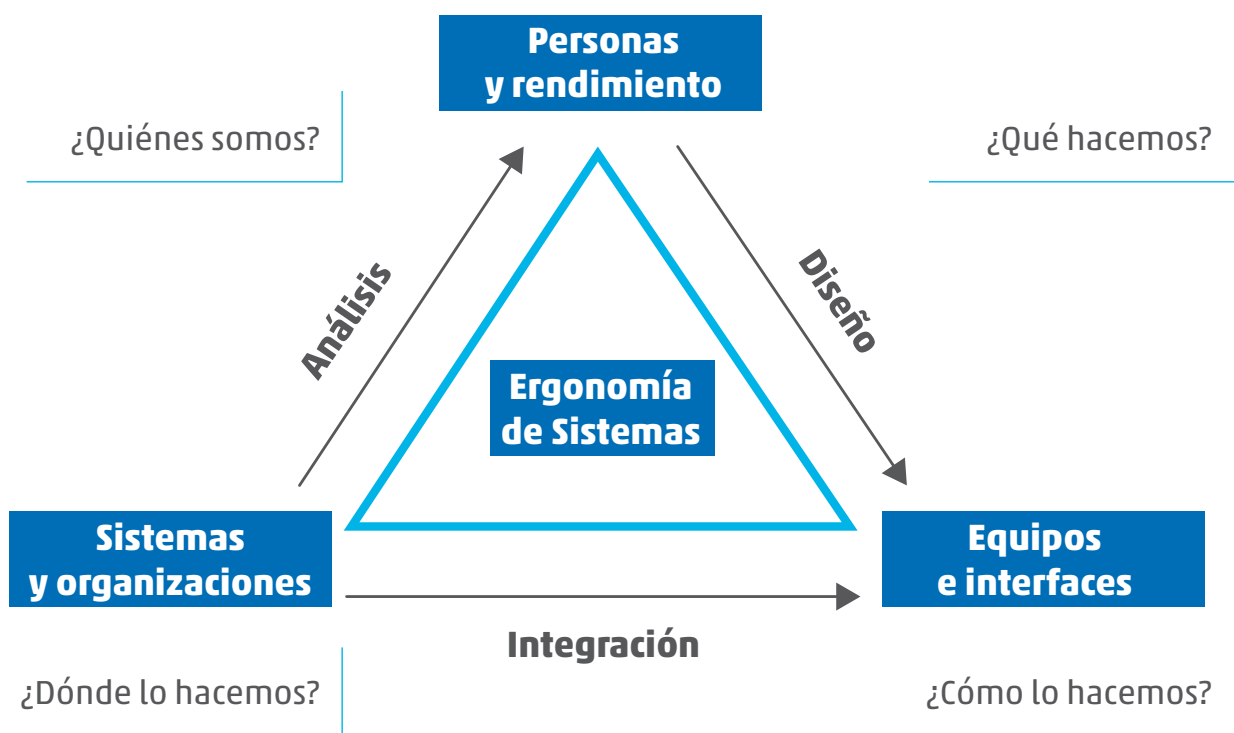 Personas
y rendimiento
¿Quiénes somos?
¿Qué hacemos?
Análisis
Diseño
Ergonomía
de Sistemas
Sistemas
y organizaciones
Equipos
e interfaces
Integración
¿Dónde lo hacemos?
¿Cómo lo hacemos?